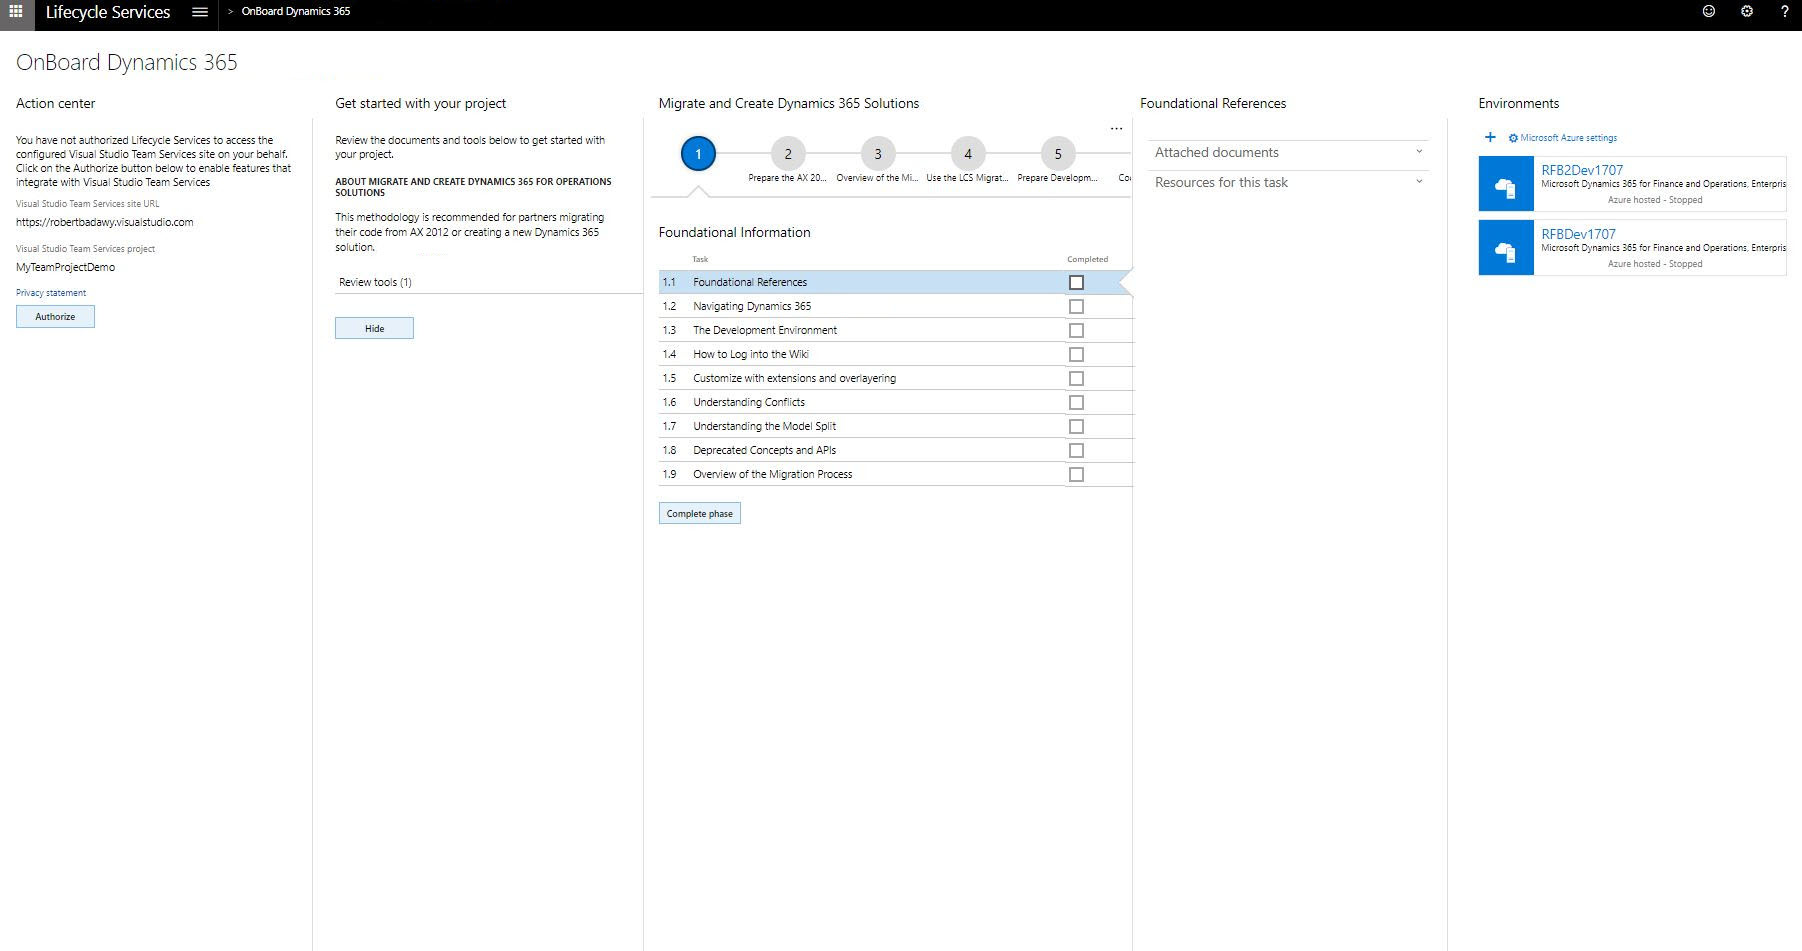 Lifecycle Services
> OnBoard Dynamics 365
?
OnBoard Dynamics 365
Action center
You have not authorized Lifecycle Services to access the
configured Visual Studio Team Services site on your behalf.
Click on the Authorize button below to enable features that
integrate with Visual Studio Team Services
Visual Studio Team Services site URL
https://robertbadawy.visualstudio.com
Visual Studio Team Services project
MyTeamProjectDemo
Privacy statement
Authorize
Get started with your project
Review the documents and tools below to get started with
your project.
ABOUT MIGRATE AND CREATE DYNAMICS 365 FOR OPERATIONS
SOLUTIONS
This methodology is recommended for partners migrating
their code from AX 2012 or creating a new Dynamics 365
solution.
Review tools (1)
Hide
Migrate and Create Dynamics 365 Solutions
...
1 2 3 4 5
Prepare the AX 20... Overview of the Mi... Use the LCS Migrat... Prepare Developm... Co
Foundational Information
Task Completed
1.1 Foundational References
1.2 Navigating Dynamics 365
1.3 The Development Environment
1.4 How to Log into the Wiki
1.5 Customize with extensions and overlayering
1.6 Understanding Conflicts
1.7 Understanding the Model Split
1.8 Deprecated Concepts and APIs
1.9 Overview of the Migration Process
Complete phase
Foundational References
Attached documents
Resources for this task
Environments
+ Microsoft Azure settings
RFB2Dev1707
Microsoft Dynamics 365 for Finance and Operations, Enterpris
Azure hosted - Stopped
RFBDev1707
Microsoft Dynamics 365 for Finance and Operations, Enterpris
Azure hosted - Stopped